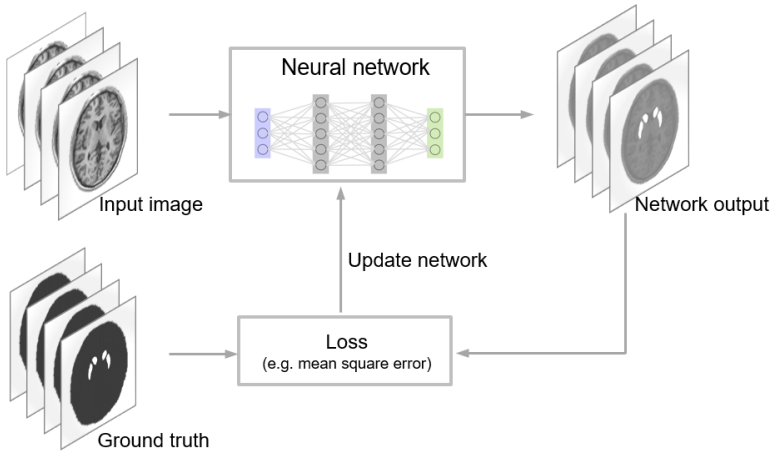 Neural network
Input image
Network output
Update network
Loss
(e.g. mean square error)
Ground truth